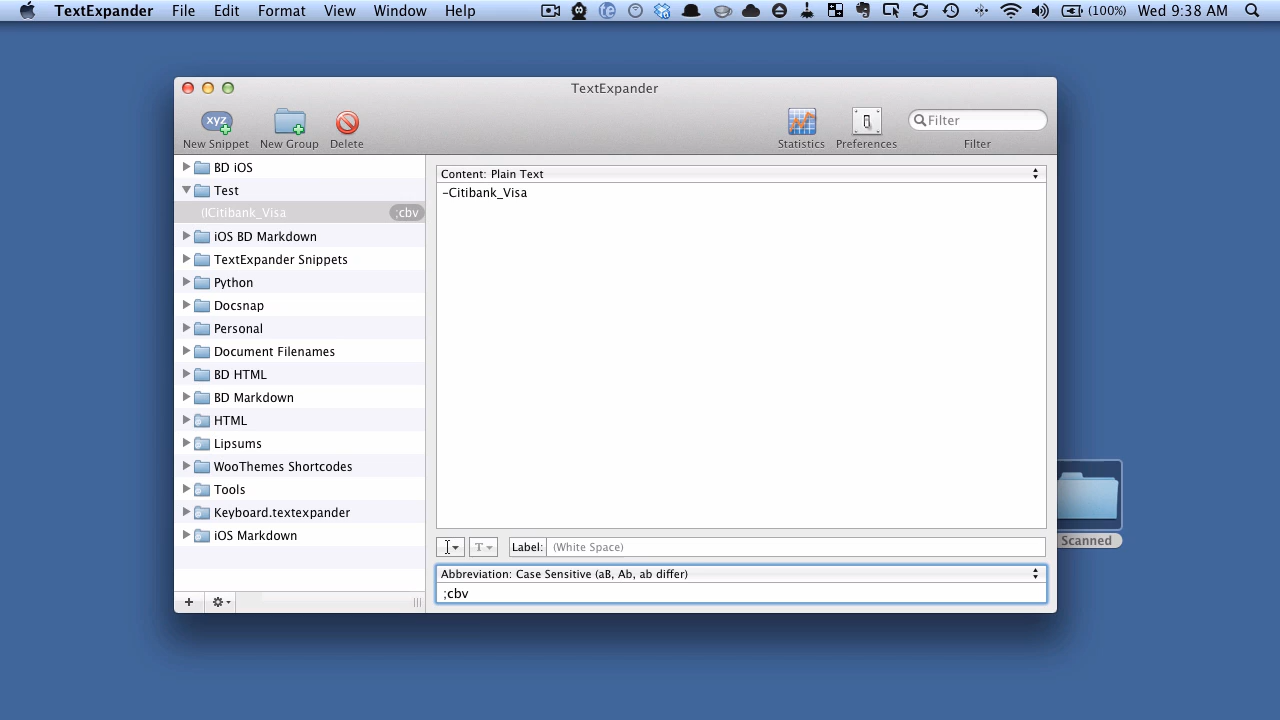 TextExpander File Edit Format View Window Help (100%) Wed 9:38 AM
TextExpander
xyz
New Snippet New Group Delete Statistics Preferences Filter
Filter
BD iOS
Test
(ICitibank_Visa ;cbv
iOS BD Markdown
TextExpander Snippets
Python
Docsnap
Personal
Document Filenames
BD HTML
BD Markdown
HTML
Lipsums
WooThemes Shortcodes
Tools
Keyboard.textexpander
iOS Markdown
Content: Plain Text
-Citibank_Visa
T
Label: (White Space)
Abbreviation: Case Sensitive (aB, Ab, ab differ)
;cbv
Scanned